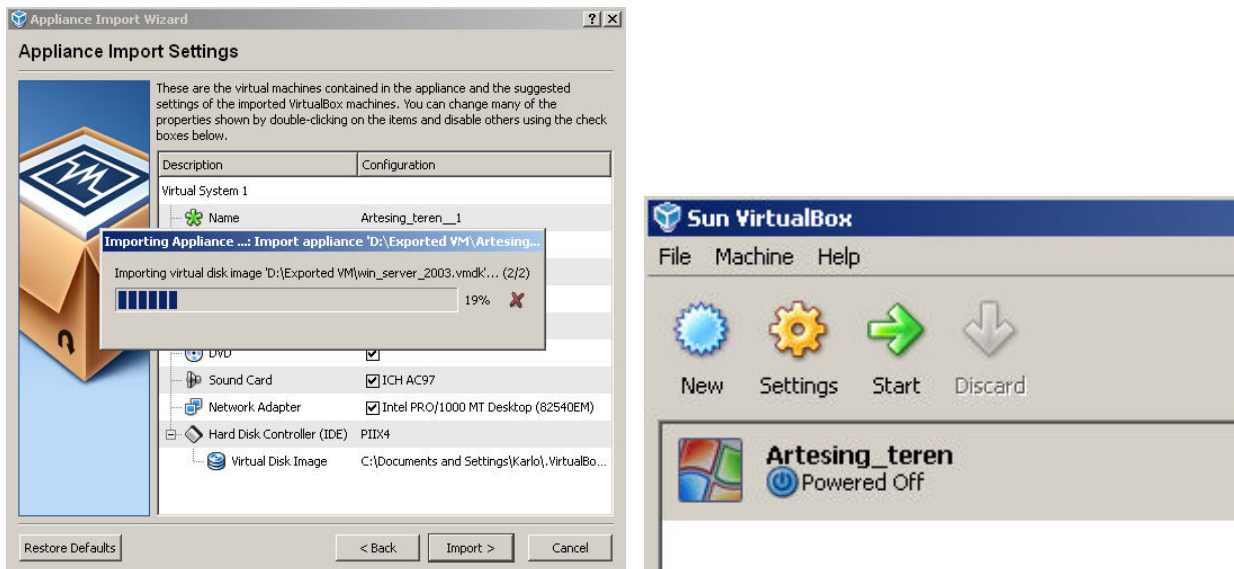 Appliance Import Wizard
Appliance Import Settings
These are the virtual machines contained in the appliance and the suggested
settings of the imported VirtualBox machines. You can change many of the
properties shown by double-clicking on the items and disable others using the check
boxes below.
Description Configuration
Virtual System 1
Name Artesing_teren__1
Importing Appliance ...: Import appliance 'D:\Exported VM\Artesing...
Importing virtual disk image 'D:\Exported VM\win_server_2003.vmdk'... (2/2)
19%
DVD
Sound Card ICH AC97
Network Adapter Intel PRO/1000 MT Desktop (82540EM)
Hard Disk Controller (IDE) PIIX4
Virtual Disk Image C:\Documents and Settings\Karlo\.VirtualBo...
Restore Defaults < Back Import > Cancel
Sun VirtualBox
File Machine Help
New Settings Start Discard
Artesing_teren
Powered Off